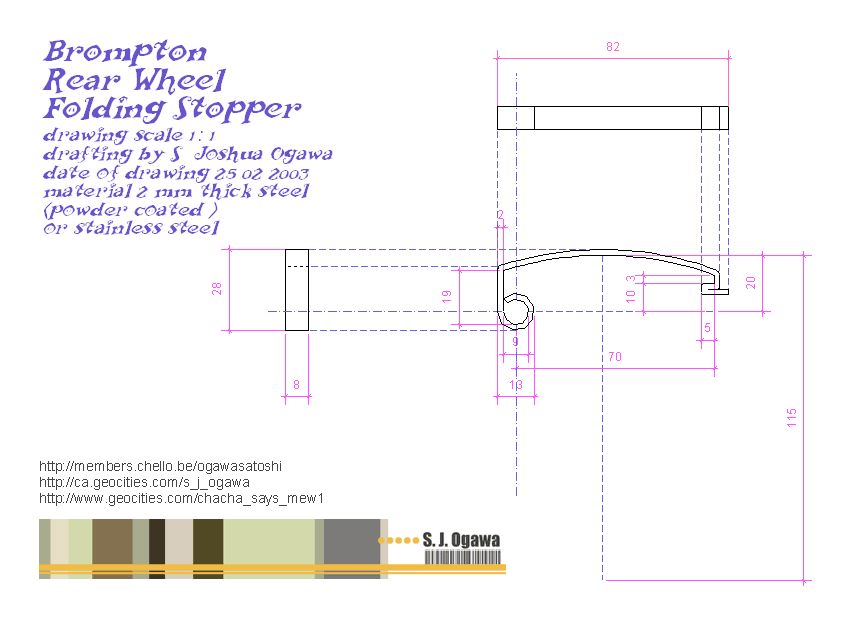 Brompton
Rear Wheel
Folding Stopper
drawing scale 1:1
drafting by S Joshua Ogawa
date of drawing 25 02 2003
material 2 mm thick steel
(powder coated)
or stainless steel
82
2
28
19
3
10
20
9
5
70
8
13
115
http://members.chello.be/ogawasatoshi
http://ca.geocities.com/s_j_ogawa
http://www.geocities.com/chacha_says_mew1
S. J. Ogawa